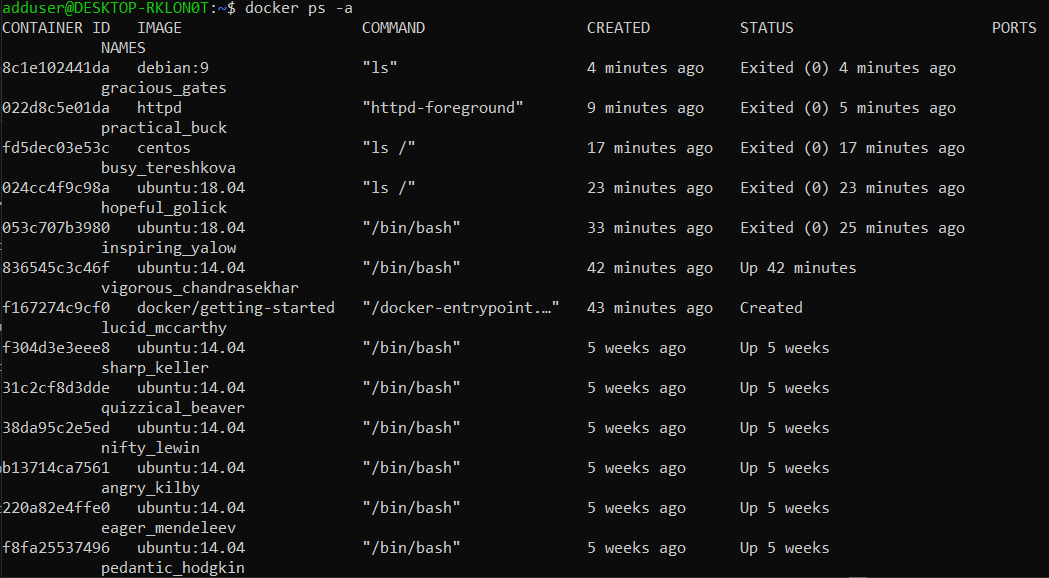 adduser@DESKTOP-RKLON0T:~$ docker ps -a
CONTAINER ID   IMAGE                    COMMAND                  CREATED          STATUS                      PORTS
           NAMES
8c1e102441da   debian:9                 "ls"                     4 minutes ago    Exited (0) 4 minutes ago
           gracious_gates
022d8c5e01da   httpd                    "httpd-foreground"       9 minutes ago    Exited (0) 5 minutes ago
           practical_buck
fd5dec03e53c   centos                   "ls /"                   17 minutes ago   Exited (0) 17 minutes ago
           busy_tereshkova
024cc4f9c98a   ubuntu:18.04             "ls /"                   23 minutes ago   Exited (0) 23 minutes ago
           hopeful_golick
053c707b3980   ubuntu:18.04             "/bin/bash"              33 minutes ago   Exited (0) 25 minutes ago
           inspiring_yalow
836545c3c46f   ubuntu:14.04             "/bin/bash"              42 minutes ago   Up 42 minutes
           vigorous_chandrasekhar
f167274c9cf0   docker/getting-started   "/docker-entrypoint.…"   43 minutes ago   Created
           lucid_mccarthy
f304d3e3eee8   ubuntu:14.04             "/bin/bash"              5 weeks ago      Up 5 weeks
           sharp_keller
31c2cf8d3dde   ubuntu:14.04             "/bin/bash"              5 weeks ago      Up 5 weeks
           quizzical_beaver
38da95c2e5ed   ubuntu:14.04             "/bin/bash"              5 weeks ago      Up 5 weeks
           nifty_lewin
b13714ca7561   ubuntu:14.04             "/bin/bash"              5 weeks ago      Up 5 weeks
           angry_kilby
220a82e4ffe0   ubuntu:14.04             "/bin/bash"              5 weeks ago      Up 5 weeks
           eager_mendeleev
f8fa25537496   ubuntu:14.04             "/bin/bash"              5 weeks ago      Up 5 weeks
           pedantic_hodgkin